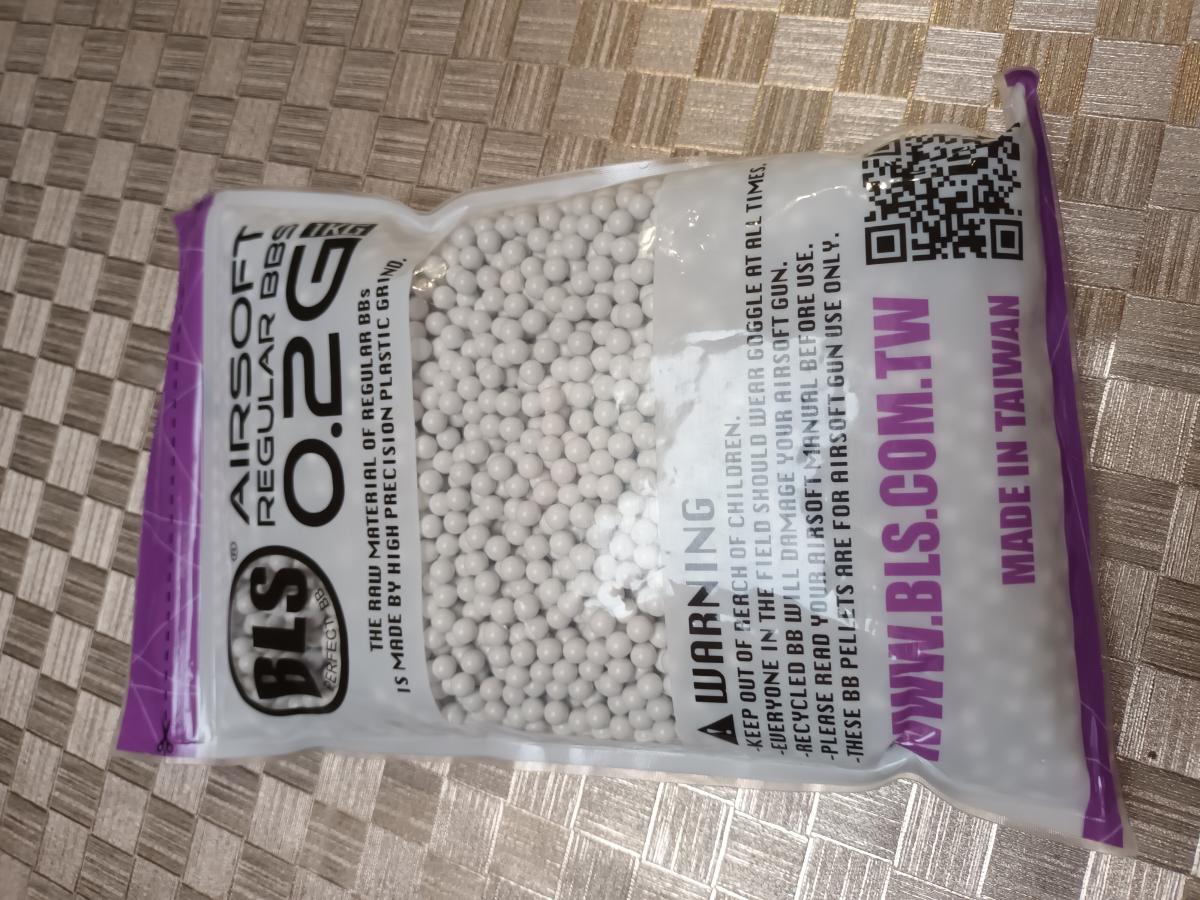 BLS®
PERFECT BB
AIRSOFT
REGULAR BBS
0.2G 1KG
THE RAW MATERIAL OF REGULAR BBs
IS MADE BY HIGH PRECISION PLASTIC GRIND.
WARNING
-KEEP OUT OF REACH OF CHILDREN.
-EVERYONE IN THE FIELD SHOULD WEAR GOGGLE AT ALL TIMES.
-RECYCLED BB WILL DAMAGE YOUR AIRSOFT GUN.
-PLEASE READ YOUR AIRSOFT MANUAL BEFORE USE.
-THESE BB PELLETS ARE FOR AIRSOFT GUN USE ONLY.
WWW.BLS.COM.TW
MADE IN TAIWAN